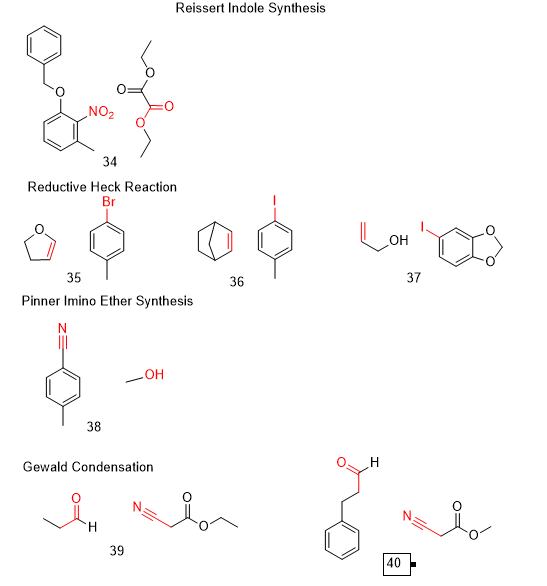 Reissert Indole Synthesis
O
O
NO2
O
O
O
O
34
Reductive Heck Reaction
Br
O
35
I
36
OH
I
O
O
37
Pinner Imino Ether Synthesis
N
OH
38
Gewald Condensation
O
H
N
O
O
39
O
H
N
O
O
40